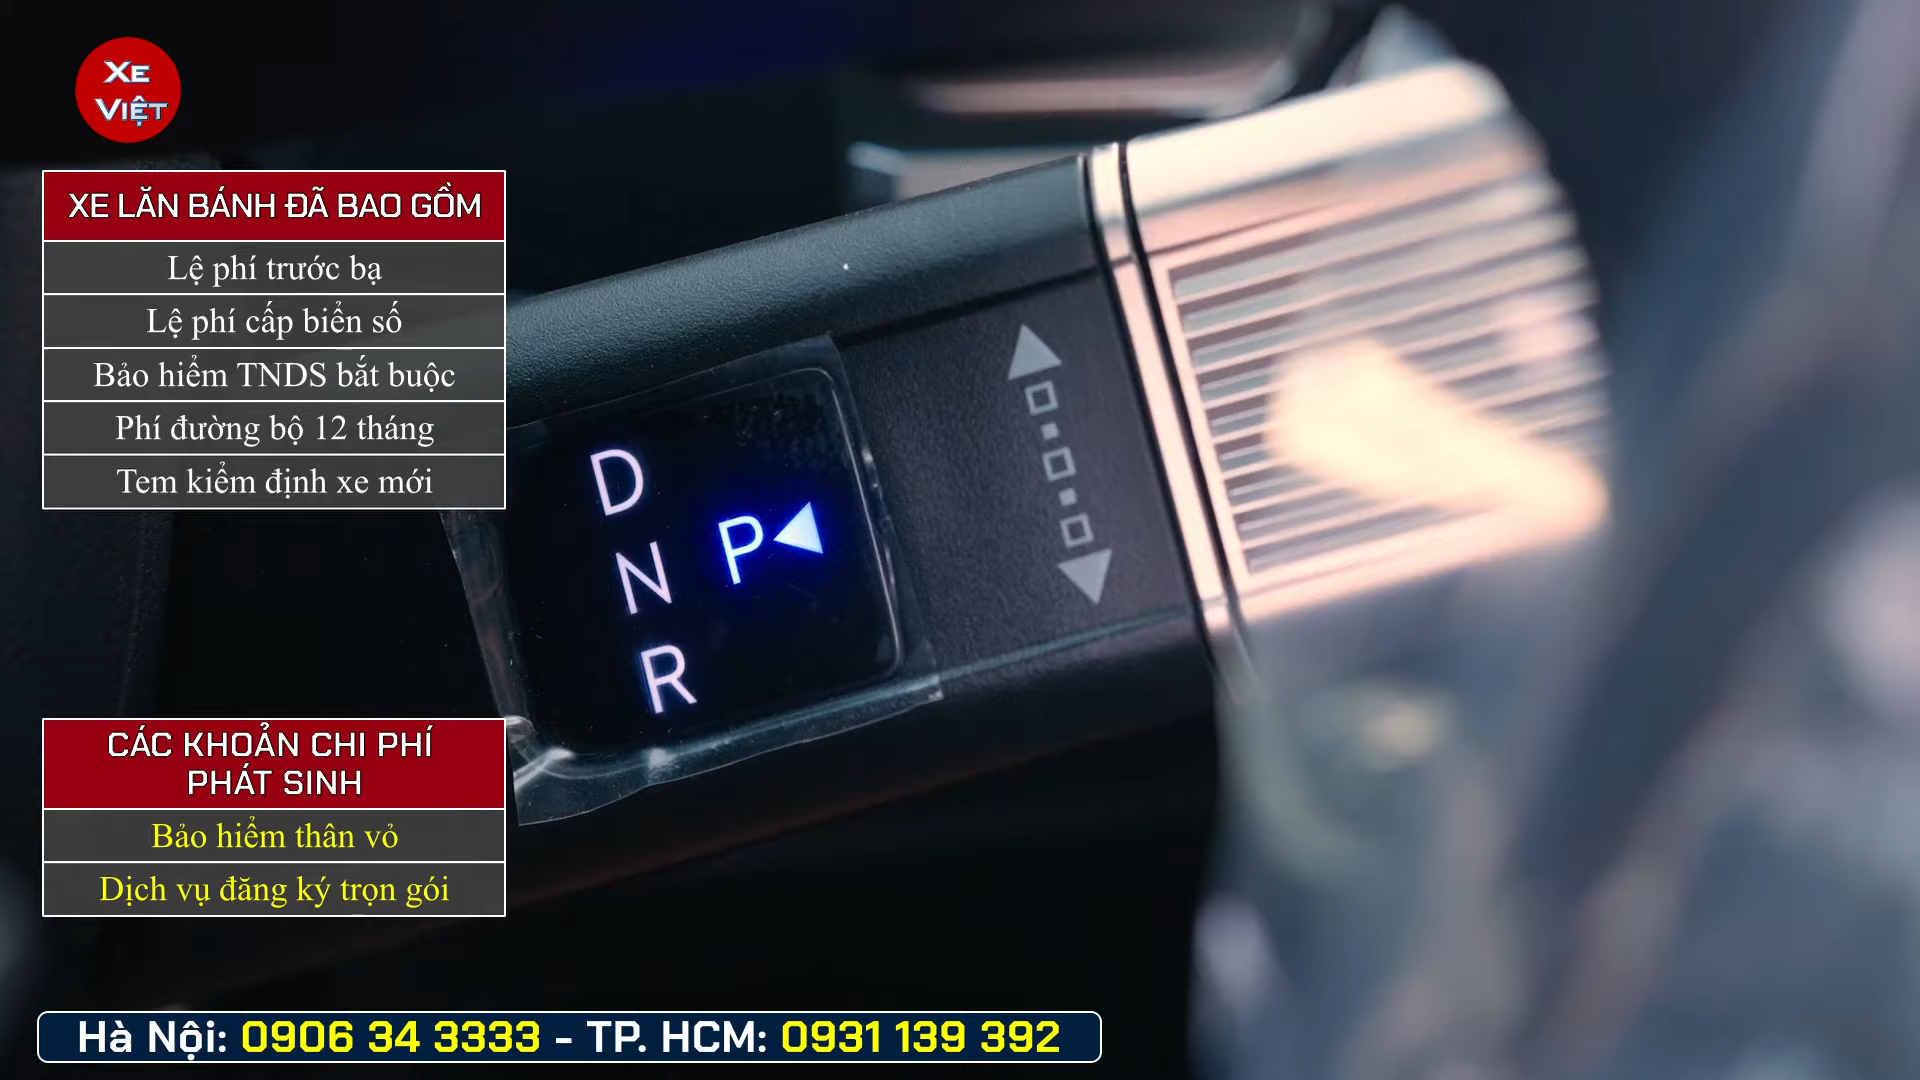 XE
VIỆT
XE LĂN BÁNH ĐÃ BAO GỒM
Lệ phí trước bạ
Lệ phí cấp biển số
Bảo hiểm TNDS bắt buộc
Phí đường bộ 12 tháng
Tem kiểm định xe mới
D
N
P
R
CÁC KHOẢN CHI PHÍ
PHÁT SINH
Bảo hiểm thân vỏ
Dịch vụ đăng ký trọn gói
Hà Nội: 0906 34 3333 - TP. HCM: 0931 139 392